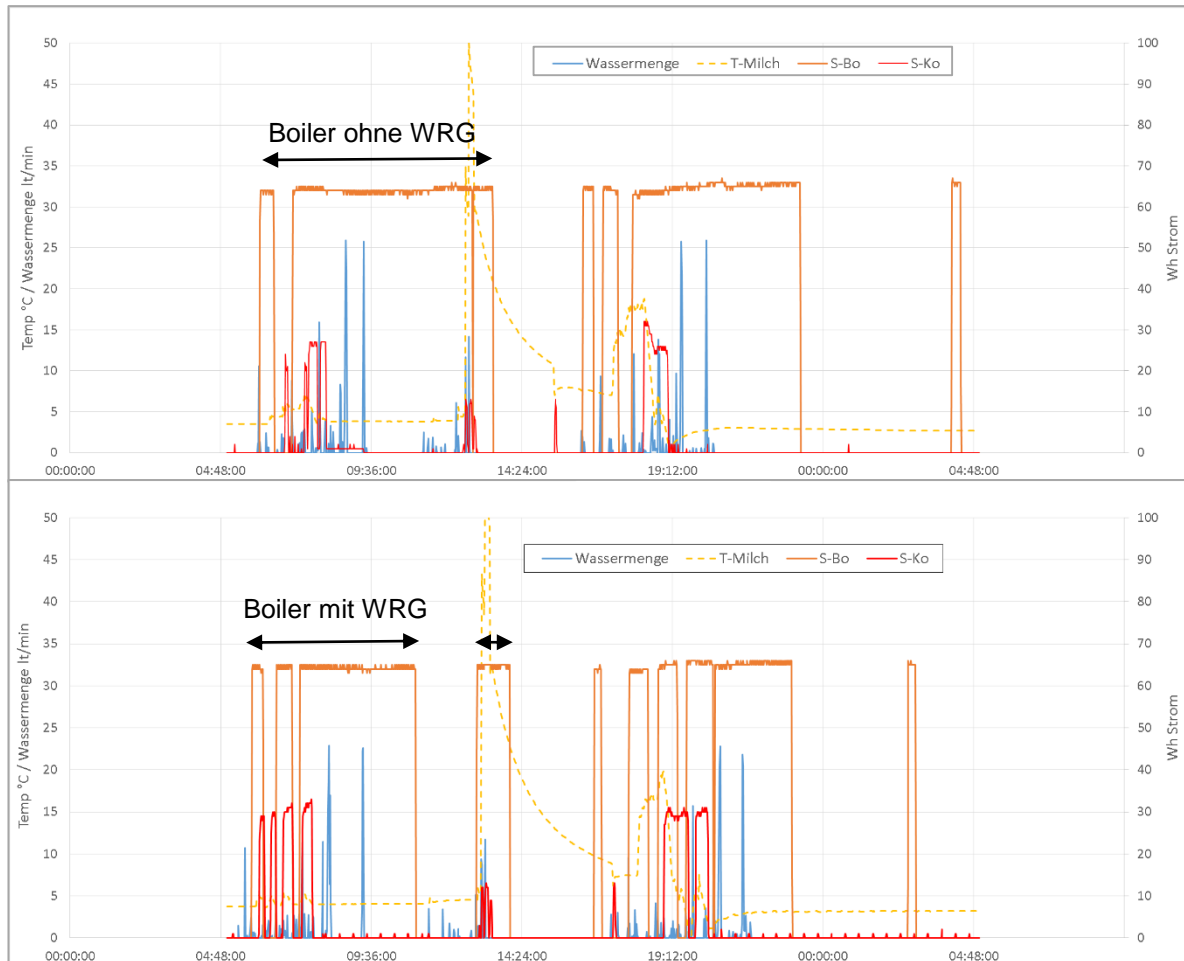 50 100
Wassermenge T-Milch S-Bo S-Ko
45 90
40 80
Boiler ohne WRG
35 70
30 60
25 50
20 40
15 30
10 20
5 10
0 0
00:00:00 04:48:00 09:36:00 14:24:00 19:12:00 00:00:00 04:48:00
Temp °C / Wassermenge lt/min
Wh Strom
50 100
45 90
Wassermenge T-Milch S-Bo S-Ko
40 80
Boiler mit WRG
35 70
30 60
25 50
20 40
15 30
10 20
5 10
0 0
00:00:00 04:48:00 09:36:00 14:24:00 19:12:00 00:00:00 04:48:00
Temp °C / Wassermenge lt/min
Wh Strom